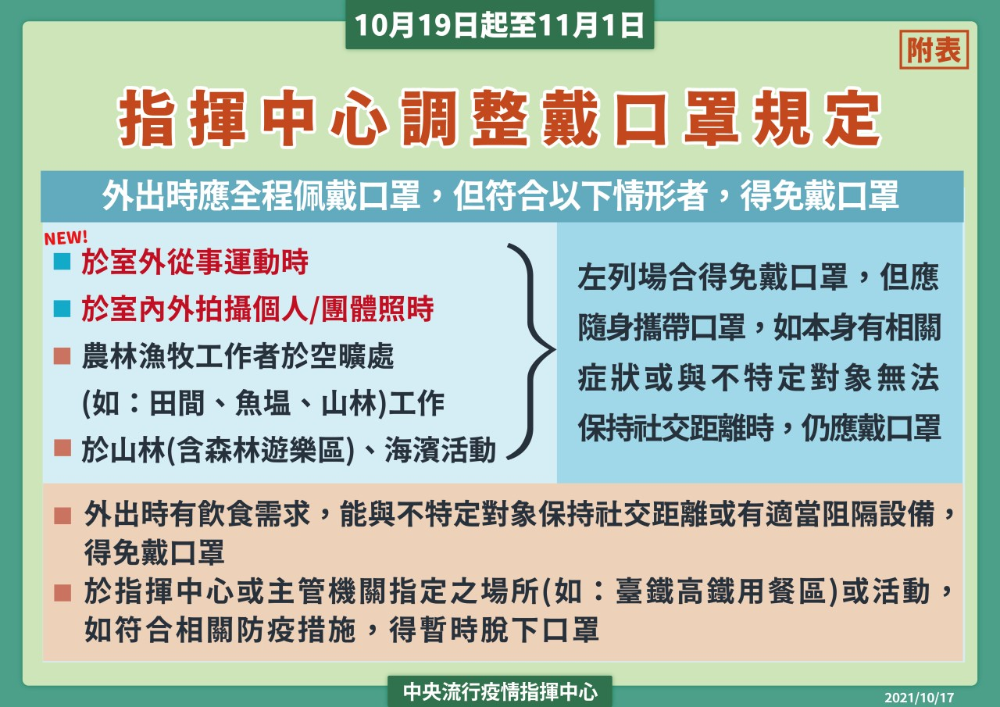 10月19日起至11月1日
附表
指揮中心調整戴口罩規定
外出時應全程佩戴口罩，但符合以下情形者，得免戴口罩
NEW!
於室外從事運動時
於室內外拍攝個人/團體照時
農林漁牧工作者於空曠處
(如：田間、魚塭、山林)工作
於山林(含森林遊樂區)、海濱活動
左列場合得免戴口罩，但應
隨身攜帶口罩，如本身有相關
症狀或與不特定對象無法
保持社交距離時，仍應戴口罩
外出時有飲食需求，能與不特定對象保持社交距離或有適當阻隔設備，
得免戴口罩
於指揮中心或主管機關指定之場所(如：臺鐵高鐵用餐區)或活動，
如符合相關防疫措施，得暫時脫下口罩
中央流行疫情指揮中心
2021/10/17